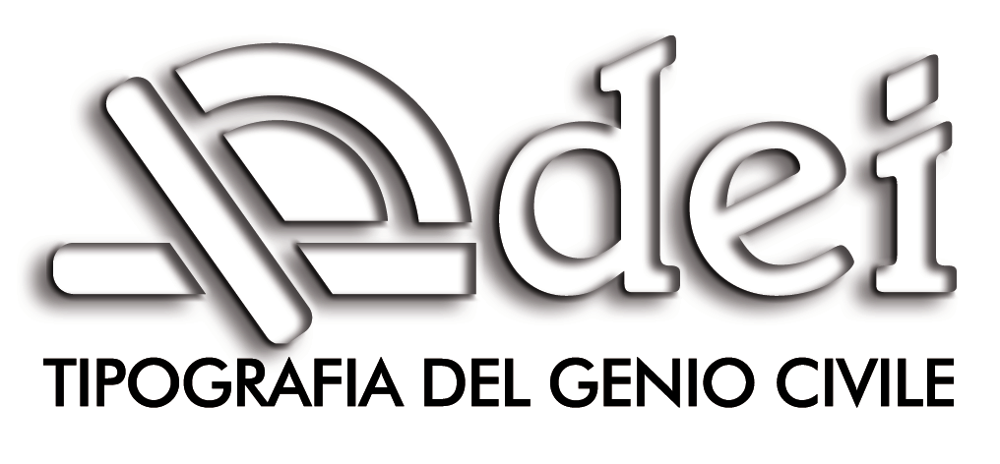 dei
TIPOGRAFIA DEL GENIO CIVILE